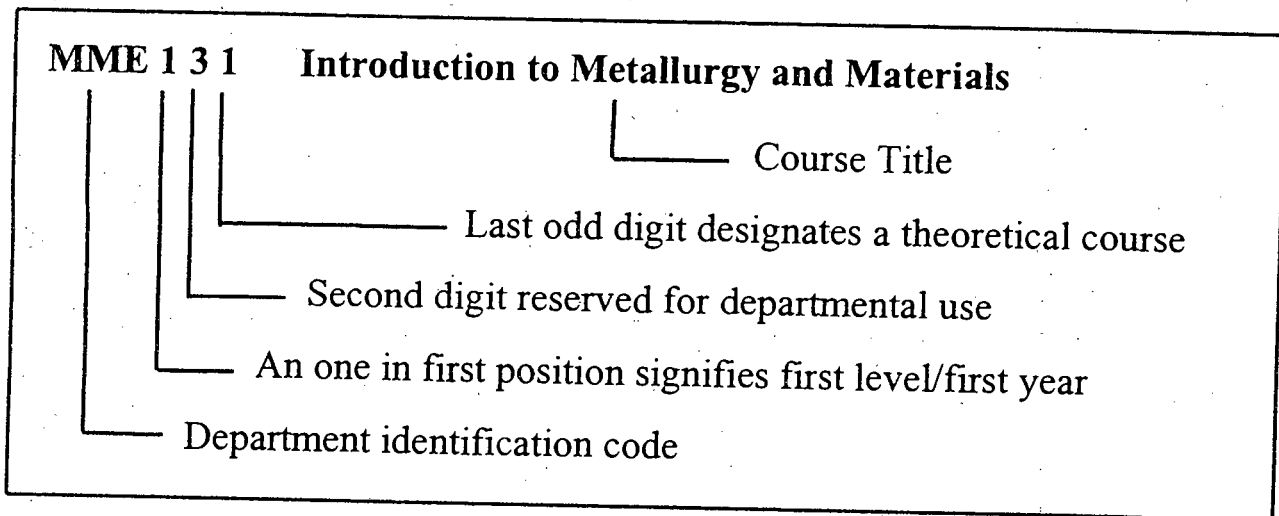 MME 1 3 1 Introduction to Metallurgy and Materials
Course Title
Last odd digit designates a theoretical course
Second digit reserved for departmental use
An one in first position signifies first level/first year
Department identification code